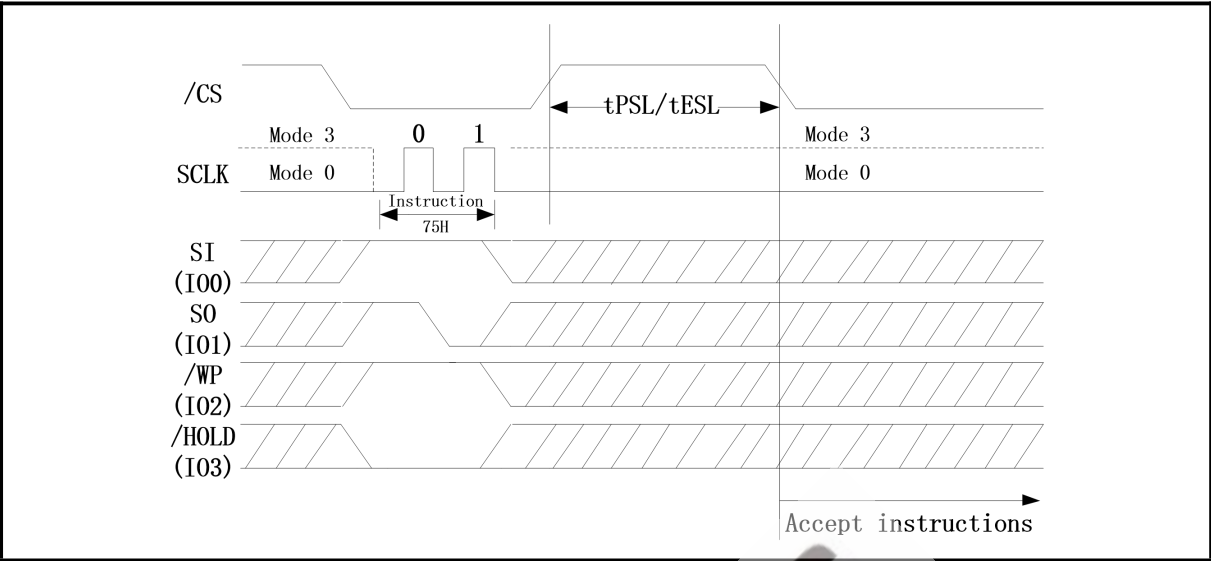 /CS
tPSL/tESL
Mode 3 0 1 Mode 3
SCLK Mode 0 Mode 0
Instruction
75H
SI
(IO0)
SO
(IO1)
/WP
(IO2)
/HOLD
(IO3)
Accept instructions